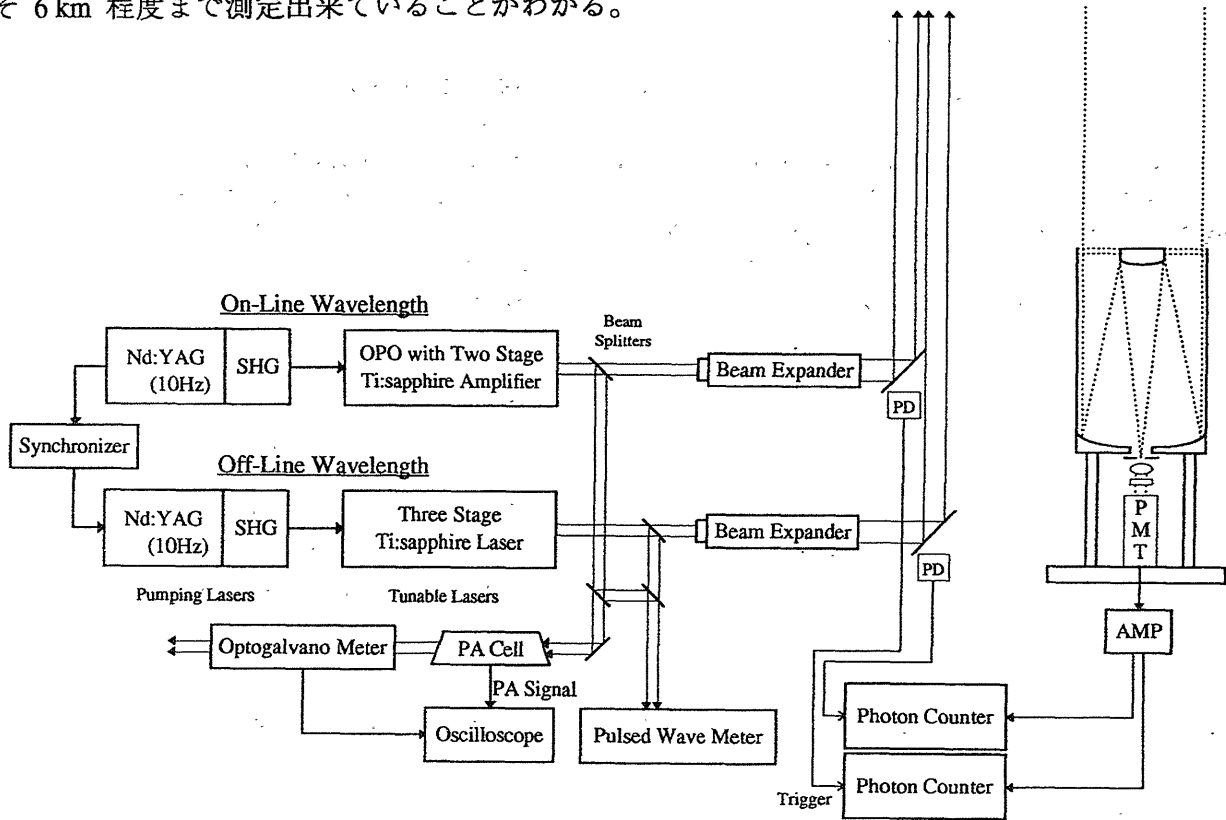 そ 6 km 程度まで測定出来ていることがわかる。
On-Line Wavelength
Beam
Splitters
Nd:YAG
(10Hz)
SHG
OPO with Two Stage
Ti:sapphire Amplifier
Beam Expander
PD
Synchronizer
Off-Line Wavelength
Nd:YAG
(10Hz)
SHG
Three Stage
Ti:sapphire Laser
Beam Expander
PD
PMT
Pumping Lasers
Tunable Lasers
Optogalvano Meter
PA Cell
PA Signal
Oscilloscope
Pulsed Wave Meter
AMP
Photon Counter
Photon Counter
Trigger